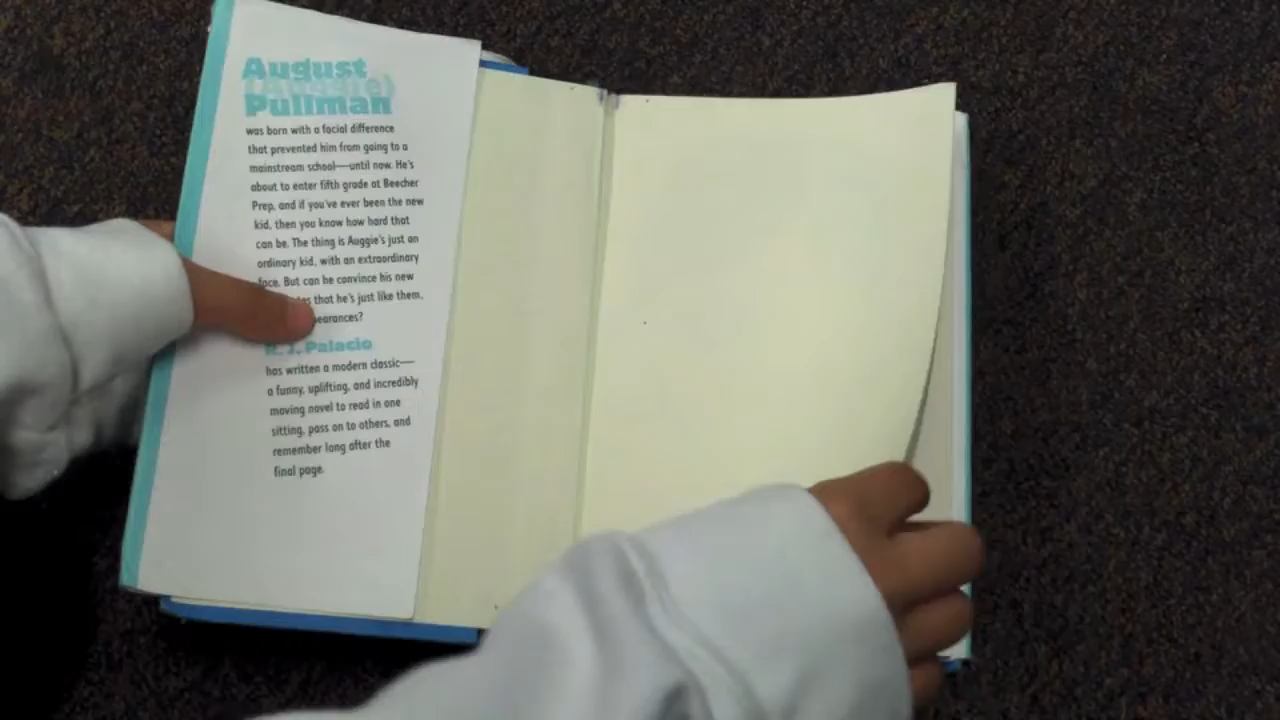 August
(Auggie)
Pullman
was born with a facial difference
that prevented him from going to a
mainstream school—until now. He's
about to enter fifth grade at Beecher
Prep, and if you've ever been the new
kid, then you know how hard that
can be. The thing is Auggie's just an
ordinary kid, with an extraordinary
face. But can he convince his new
that he's just like them,
R. J. Palacio
has written a modern classic—
a funny, uplifting, and incredibly
moving novel to read in one
sitting, pass on to others, and
remember long after the
final page.